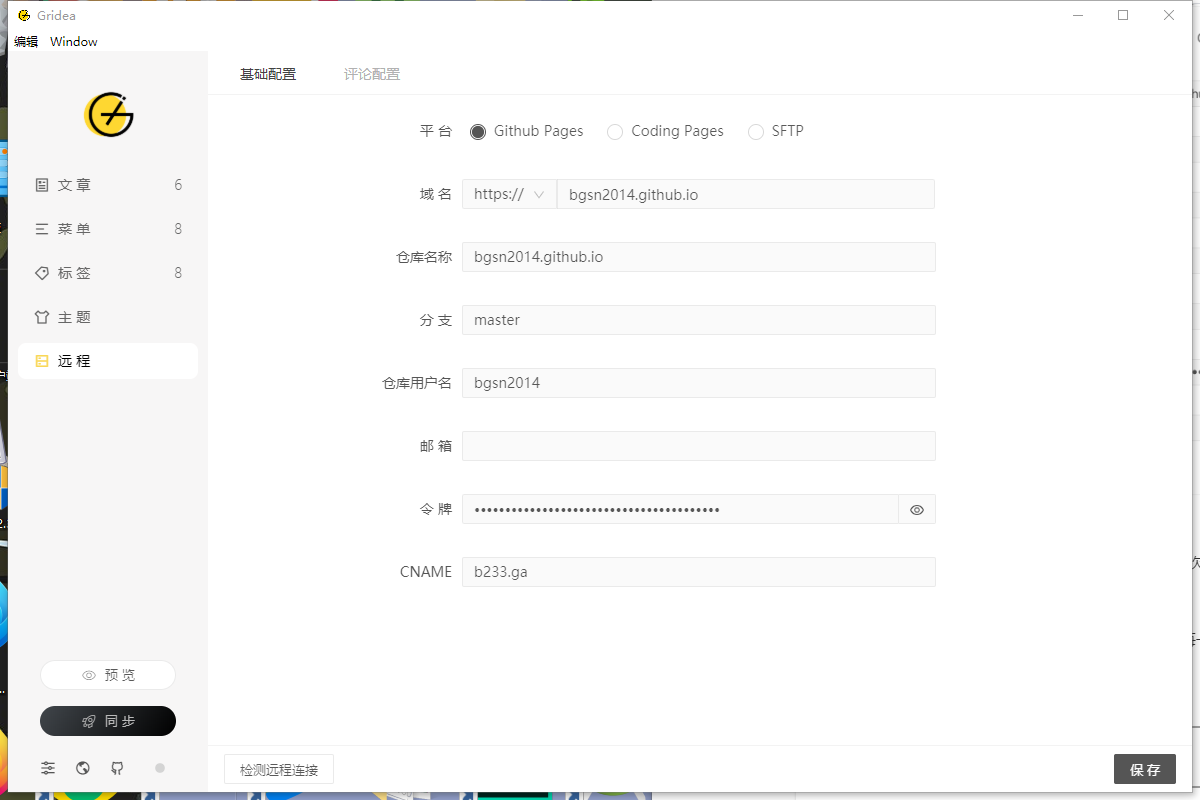 Gridea
编辑 Window
基础配置 评论配置
平台 Github Pages Coding Pages SFTP
文章 6
域名 https:// bgsn2014.github.io
菜单 8
仓库名称 bgsn2014.github.io
标签 8
主题
分支 master
远程
仓库用户名 bgsn2014
邮箱
令牌 ••••••••••••••••••••••••••••••••••••••••
CNAME b233.ga
预览
同步
检测远程连接 保存